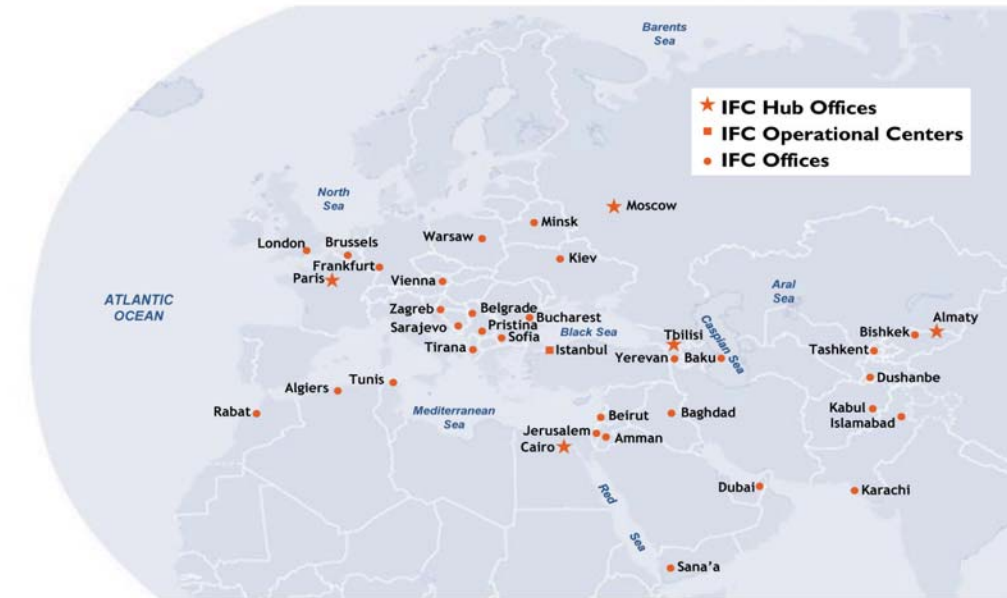 Barents
Sea
IFC Hub Offices
IFC Operational Centers
IFC Offices
North
Sea
Moscow
Minsk
Warsaw
London
Brussels
Kiev
Frankfurt
Paris
Vienna
ATLANTIC
OCEAN
Aral
Sea
Zagreb
Belgrade
Bucharest
Almaty
Sarajevo
Pristina
Black Sea
Caspian Sea
Bishkek
Sofia
Tbilisi
Tirana
Istanbul
Yerevan
Baku
Tashkent
Dushanbe
Tunis
Algiers
Rabat
Mediterranean
Sea
Beirut
Baghdad
Kabul
Islamabad
Jerusalem
Amman
Cairo
Dubai
Karachi
Red
Sea
Sana'a